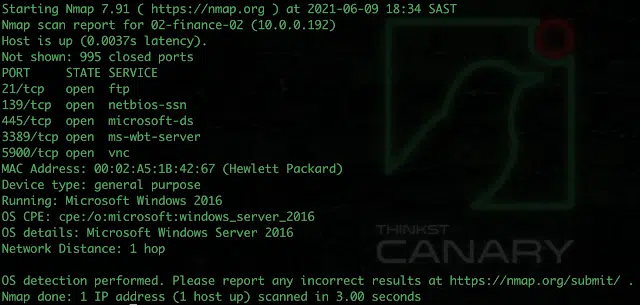 Starting Nmap 7.91 ( https://nmap.org ) at 2021-06-09 18:34 SAST
Nmap scan report for 02-finance-02 (10.0.0.192)
Host is up (0.0037s latency).
Not shown: 995 closed ports
PORT     STATE SERVICE
21/tcp   open  ftp
139/tcp  open  netbios-ssn
445/tcp  open  microsoft-ds
3389/tcp open  ms-wbt-server
5900/tcp open  vnc
MAC Address: 00:02:A5:1B:42:67 (Hewlett Packard)
Device type: general purpose
Running: Microsoft Windows 2016
OS CPE: cpe:/o:microsoft:windows_server_2016
OS details: Microsoft Windows Server 2016
Network Distance: 1 hop
THINKST
CANARY
OS detection performed. Please report any incorrect results at https://nmap.org/submit/ .
Nmap done: 1 IP address (1 host up) scanned in 3.00 seconds